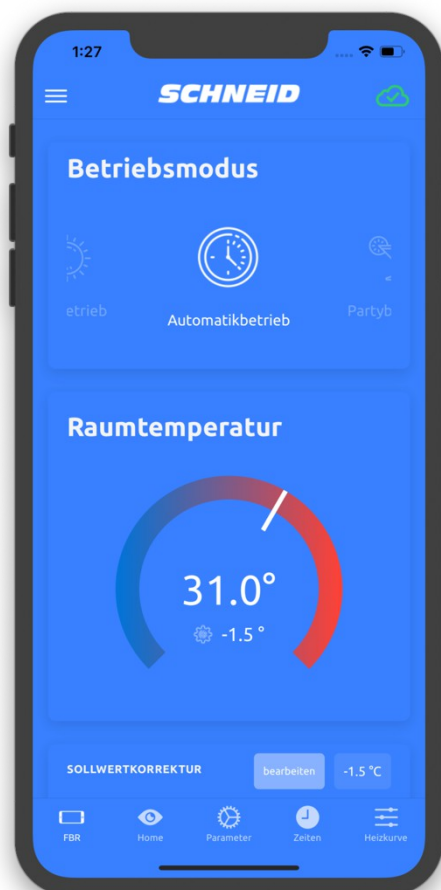 1:27
SCHNEID
Betriebsmodus
etrieb
Automatikbetrieb
Partyb
Raumtemperatur
31.0°
-1.5 °
SOLLWERTKORREKTUR bearbeiten -1.5 °C
FBR Home Parameter Zeiten Heizkurve